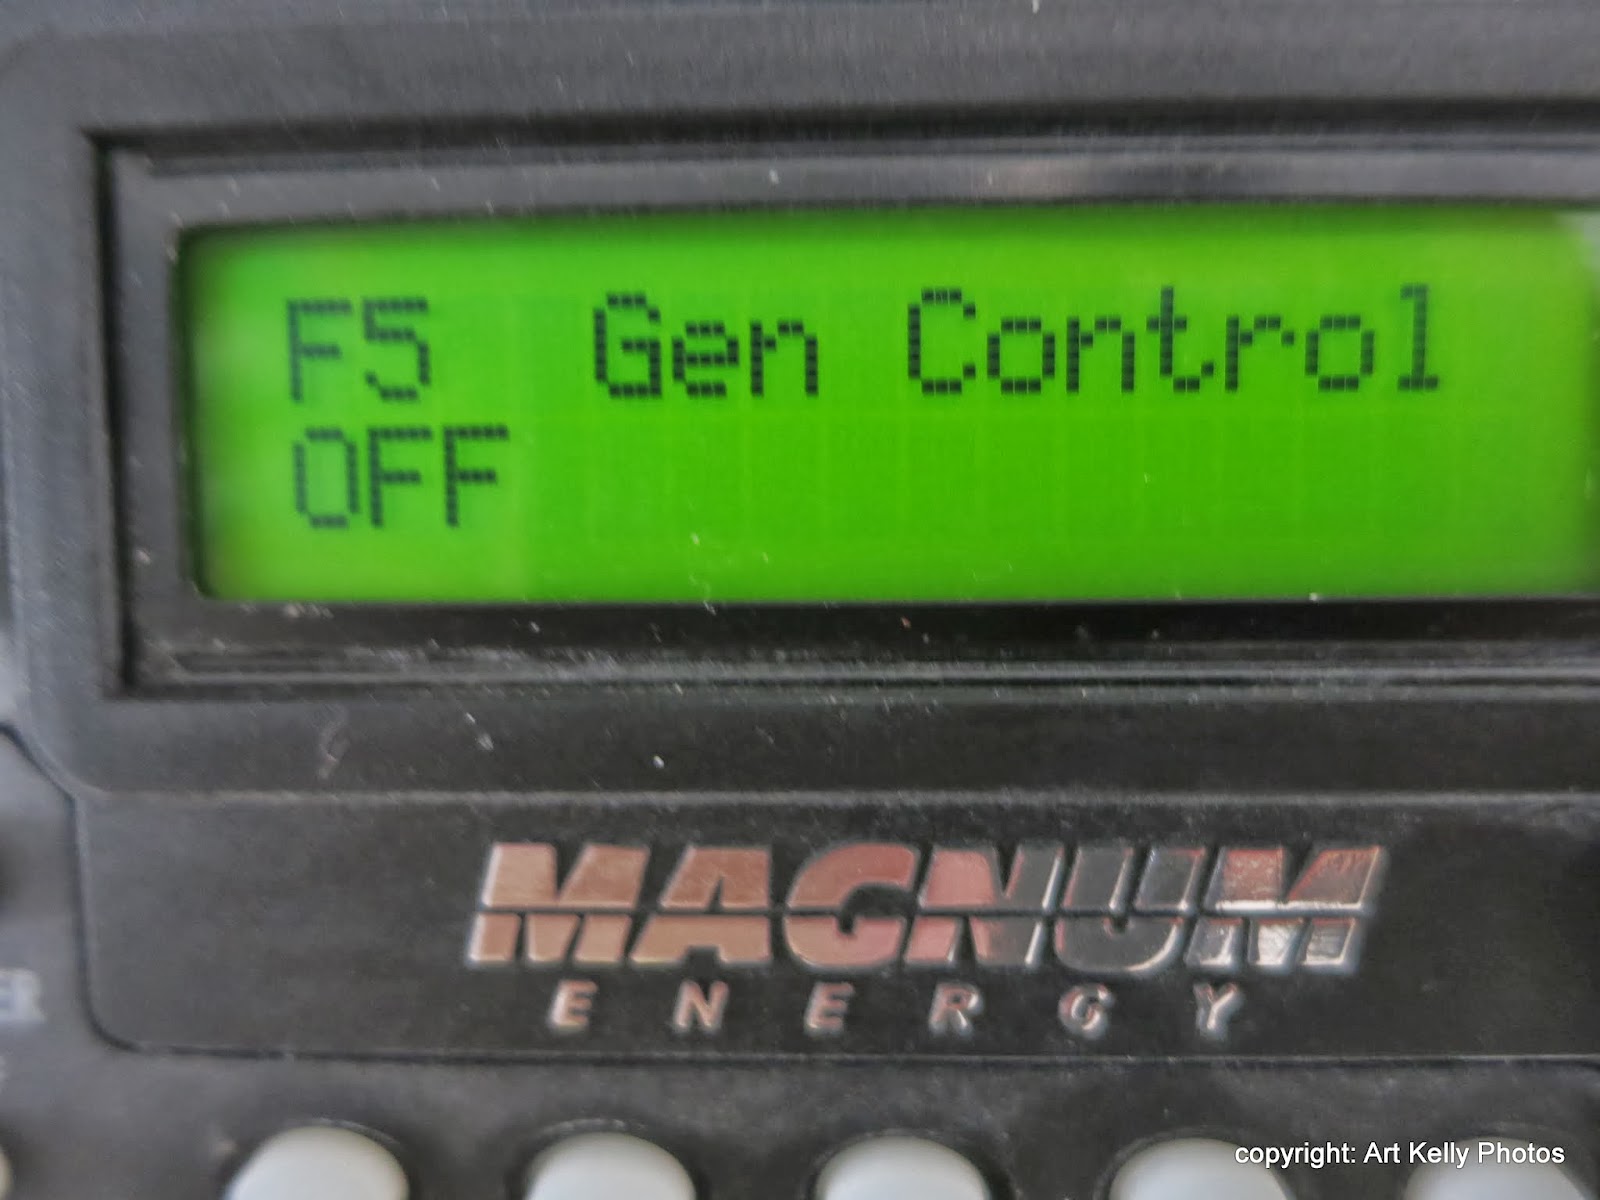 F5  Gen Control
OFF
MAGNUM
ENERGY
copyright: Art Kelly Photos